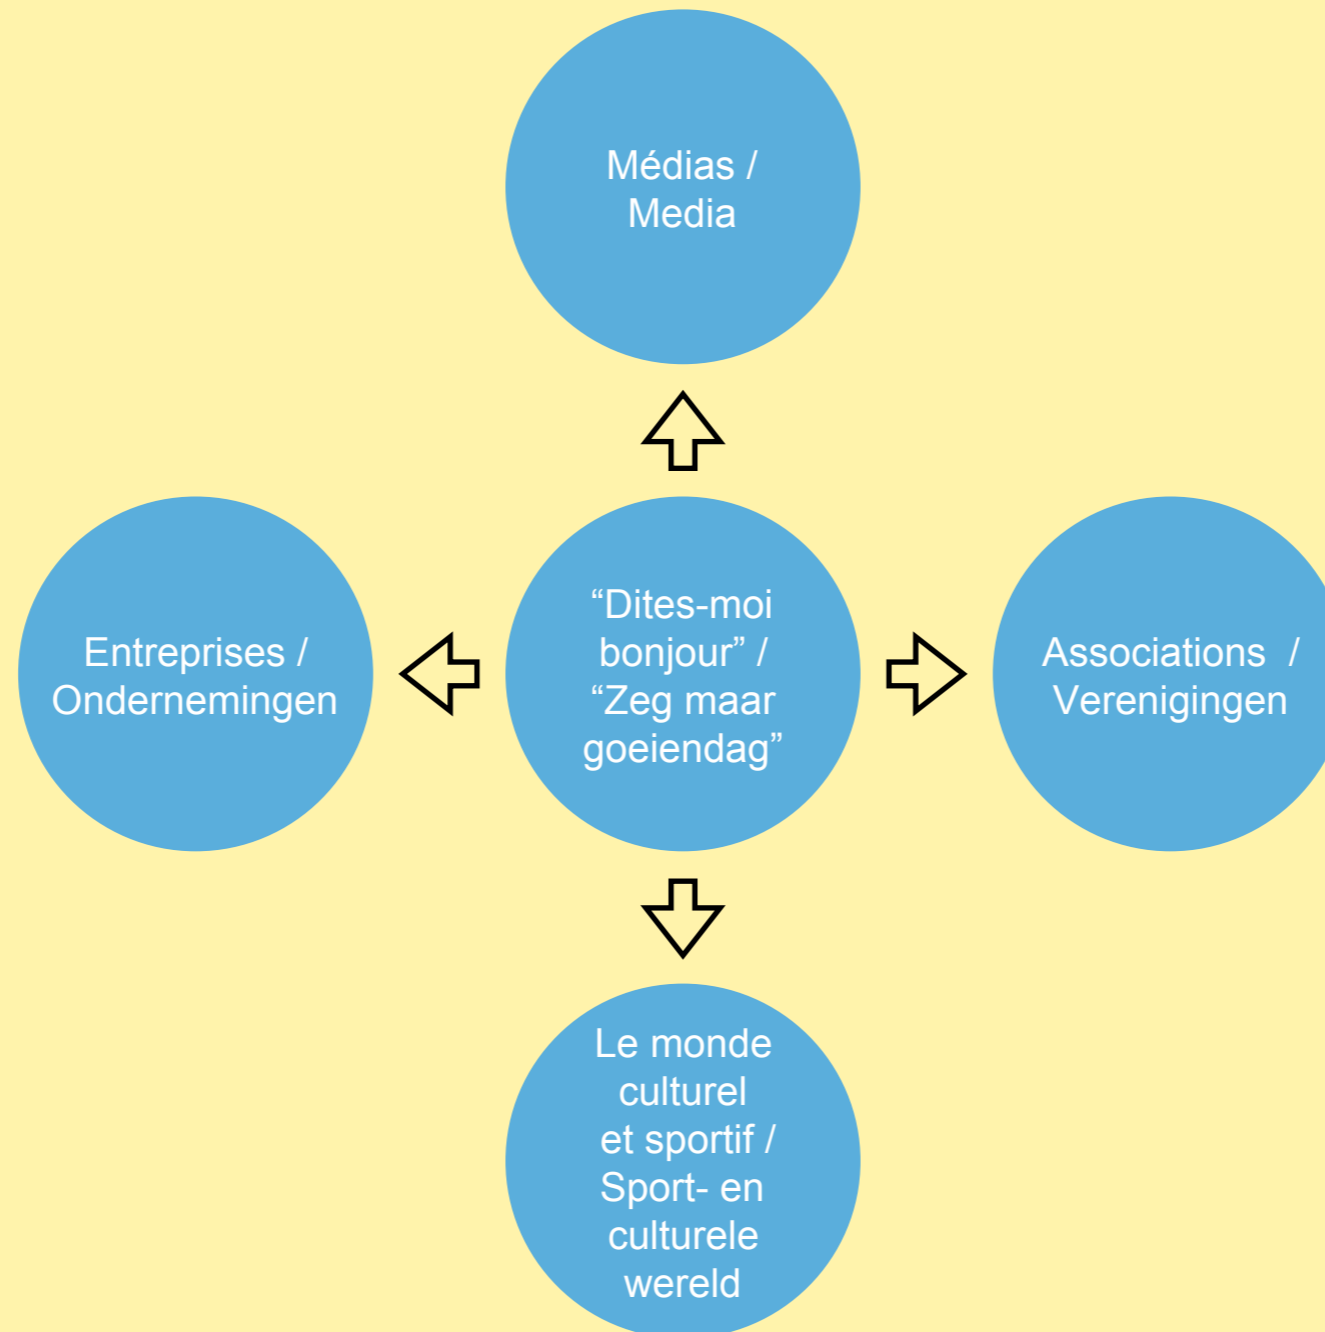 Médias /
Media
Entreprises /
Ondernemingen
“Dites-moi
bonjour” /
“Zeg maar
goeiendag”
Associations /
Verenigingen
Le monde
culturel
et sportif /
Sport- en
culturele
wereld